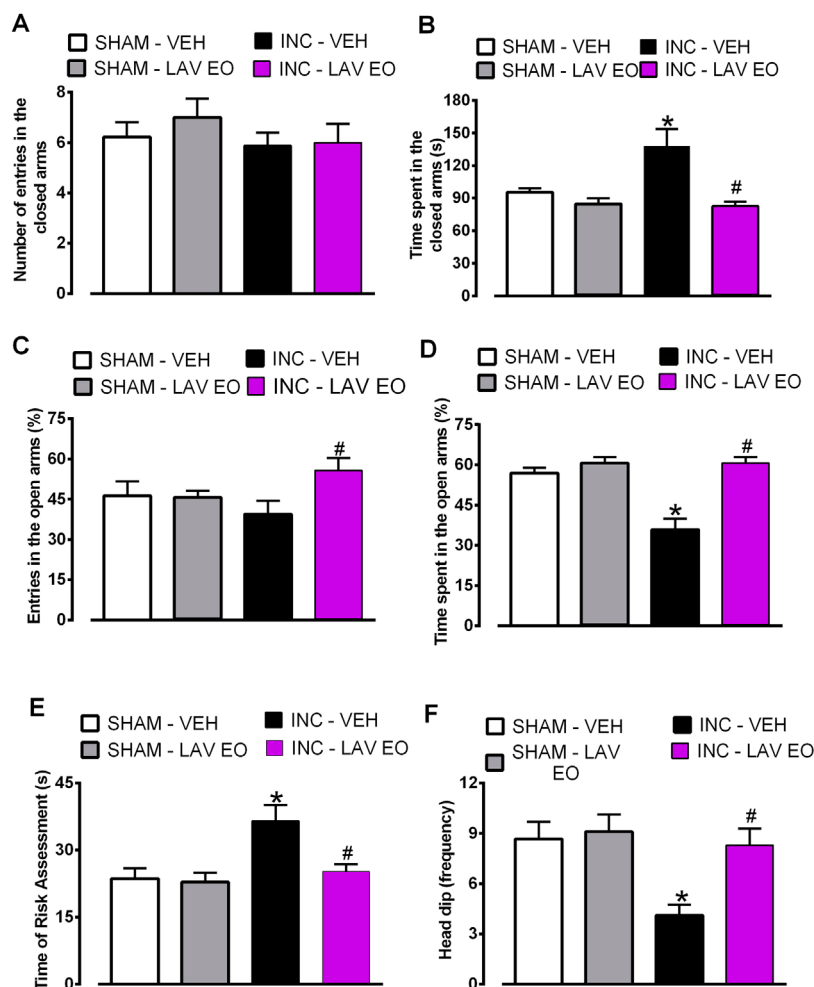 A
SHAM - VEH
INC - VEH
SHAM - LAV EO
INC - LAV EO
Number of entries in the
closed arms
8
6
4
2
0
B
SHAM - VEH
INC - VEH
SHAM - LAV EO
INC - LAV EO
Time spent in the
closed arms (s)
180
150
120
90
60
30
0
*
#
C
SHAM - VEH
INC - VEH
SHAM - LAV EO
INC - LAV EO
Entries in the open arms (%)
75
60
45
30
15
0
#
D
SHAM - VEH
INC - VEH
SHAM - LAV EO
INC - LAV EO
Time spent in the open arms (%)
75
60
45
30
15
0
*
#
E
SHAM - VEH
INC - VEH
SHAM - LAV EO
INC - LAV EO
Time of Risk Assessment (s)
45
30
15
0
*
#
F
SHAM - VEH
INC - VEH
SHAM - LAV
EO
INC - LAV EO
Head dip (frequency)
12
9
6
3
0
*
#